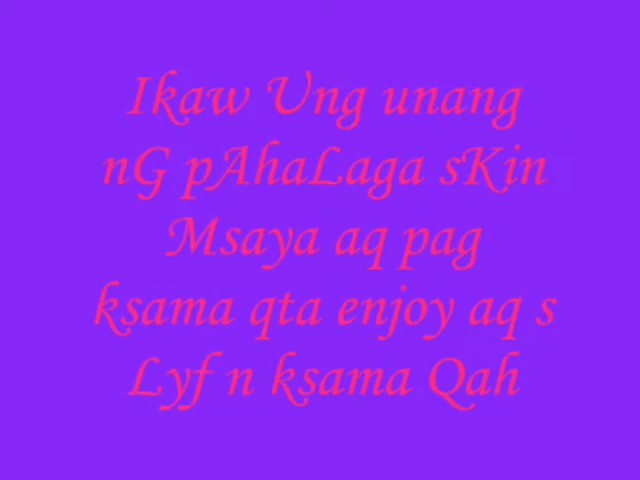 Ikaw Ung unang
nG pAhaLaga sKin
Msaya aq pag
ksama qta enjoy aq s
Lyf n ksama Qah